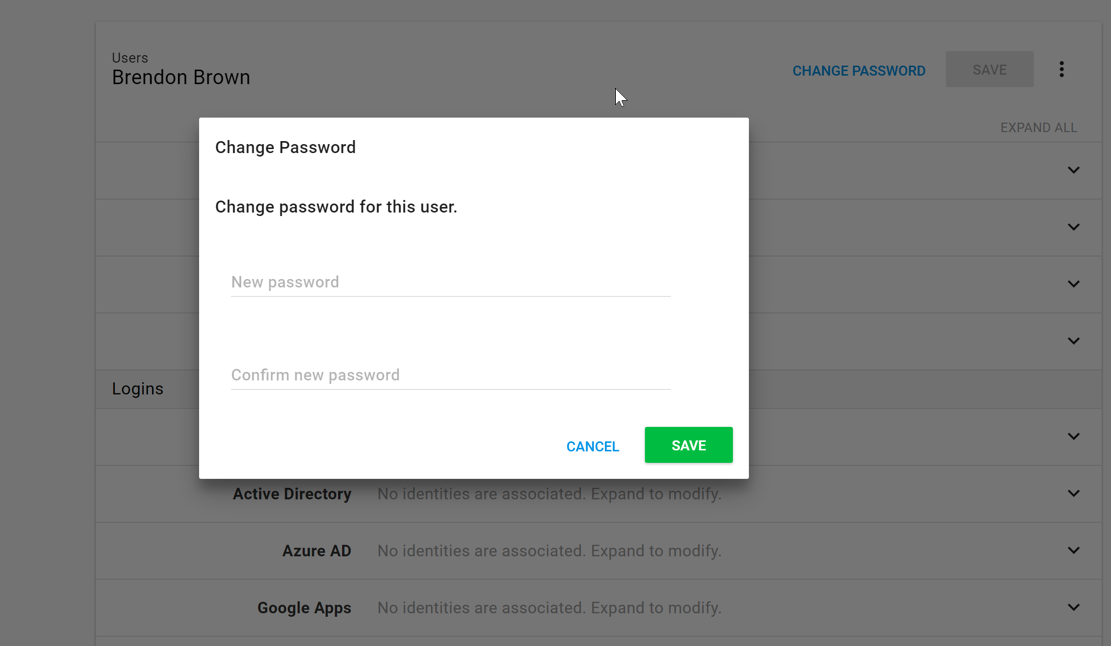 Users
Brendon Brown
CHANGE PASSWORD
SAVE
EXPAND ALL
Change Password
Change password for this user.
New password
Confirm new password
CANCEL
SAVE
Logins
Active Directory No identities are associated. Expand to modify.
Azure AD No identities are associated. Expand to modify.
Google Apps No identities are associated. Expand to modify.